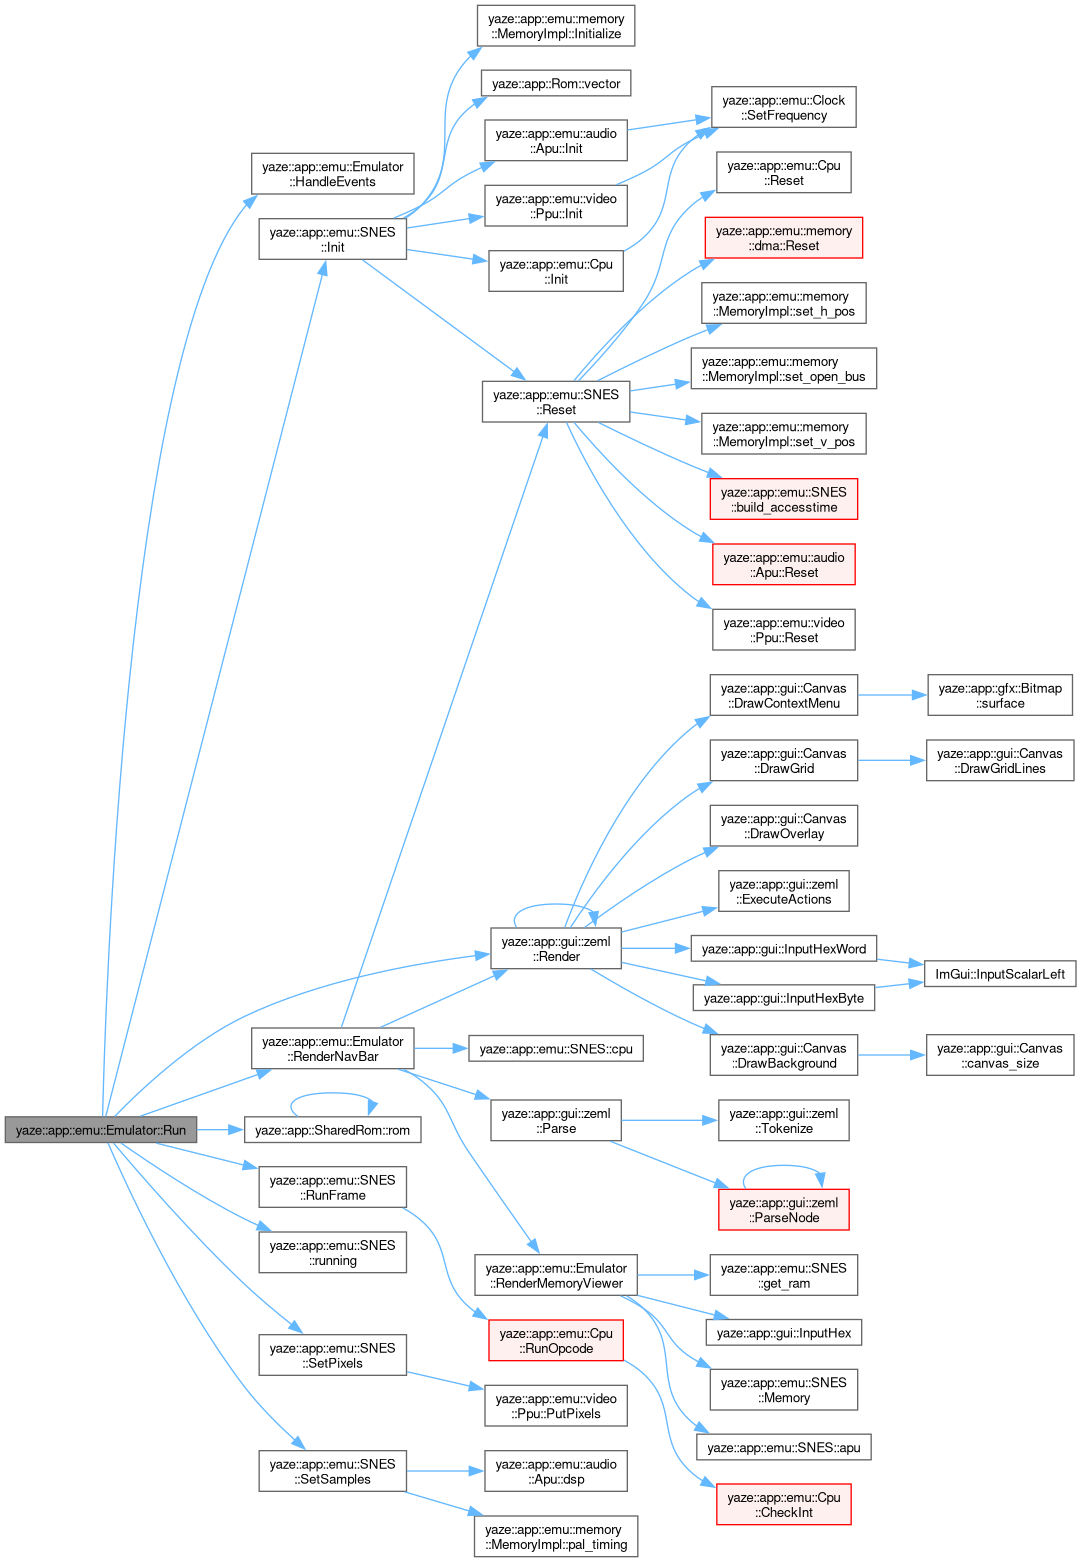 yaze::app::emu::memory
::MemoryImpl::Initialize
yaze::app::Rom::vector
yaze::app::emu::Clock
::SetFrequency
yaze::app::emu::audio
::Apu::Init
yaze::app::emu::Emulator
::HandleEvents
yaze::app::emu::Cpu
::Reset
yaze::app::emu::video
::Ppu::Init
yaze::app::emu::SNES
::Init
yaze::app::emu::memory
::dma::Reset
yaze::app::emu::Cpu
::Init
yaze::app::emu::memory
::MemoryImpl::set_h_pos
yaze::app::emu::memory
::MemoryImpl::set_open_bus
yaze::app::emu::SNES
::Reset
yaze::app::emu::memory
::MemoryImpl::set_v_pos
yaze::app::emu::SNES
::build_accesstime
yaze::app::emu::audio
::Apu::Reset
yaze::app::emu::video
::Ppu::Reset
yaze::app::gui::Canvas
::DrawContextMenu
yaze::app::gfx::Bitmap
::surface
yaze::app::gui::Canvas
::DrawGrid
yaze::app::gui::Canvas
::DrawGridLines
yaze::app::gui::Canvas
::DrawOverlay
yaze::app::gui::zeml
::ExecuteActions
yaze::app::gui::zeml
::Render
yaze::app::gui::InputHexWord
ImGui::InputScalarLeft
yaze::app::gui::InputHexByte
yaze::app::emu::Emulator
::RenderNavBar
yaze::app::emu::SNES::cpu
yaze::app::gui::Canvas
::DrawBackground
yaze::app::gui::Canvas
::canvas_size
yaze::app::emu::Emulator::Run
yaze::app::SharedRom::rom
yaze::app::gui::zeml
::Parse
yaze::app::gui::zeml
::Tokenize
yaze::app::emu::SNES
::RunFrame
yaze::app::gui::zeml
::ParseNode
yaze::app::emu::SNES
::running
yaze::app::emu::Emulator
::RenderMemoryViewer
yaze::app::emu::SNES
::get_ram
yaze::app::gui::InputHex
yaze::app::emu::Cpu
::RunOpcode
yaze::app::emu::SNES
::SetPixels
yaze::app::emu::SNES
::Memory
yaze::app::emu::video
::Ppu::PutPixels
yaze::app::emu::SNES::apu
yaze::app::emu::SNES
::SetSamples
yaze::app::emu::audio
::Apu::dsp
yaze::app::emu::Cpu
::CheckInt
yaze::app::emu::memory
::MemoryImpl::pal_timing